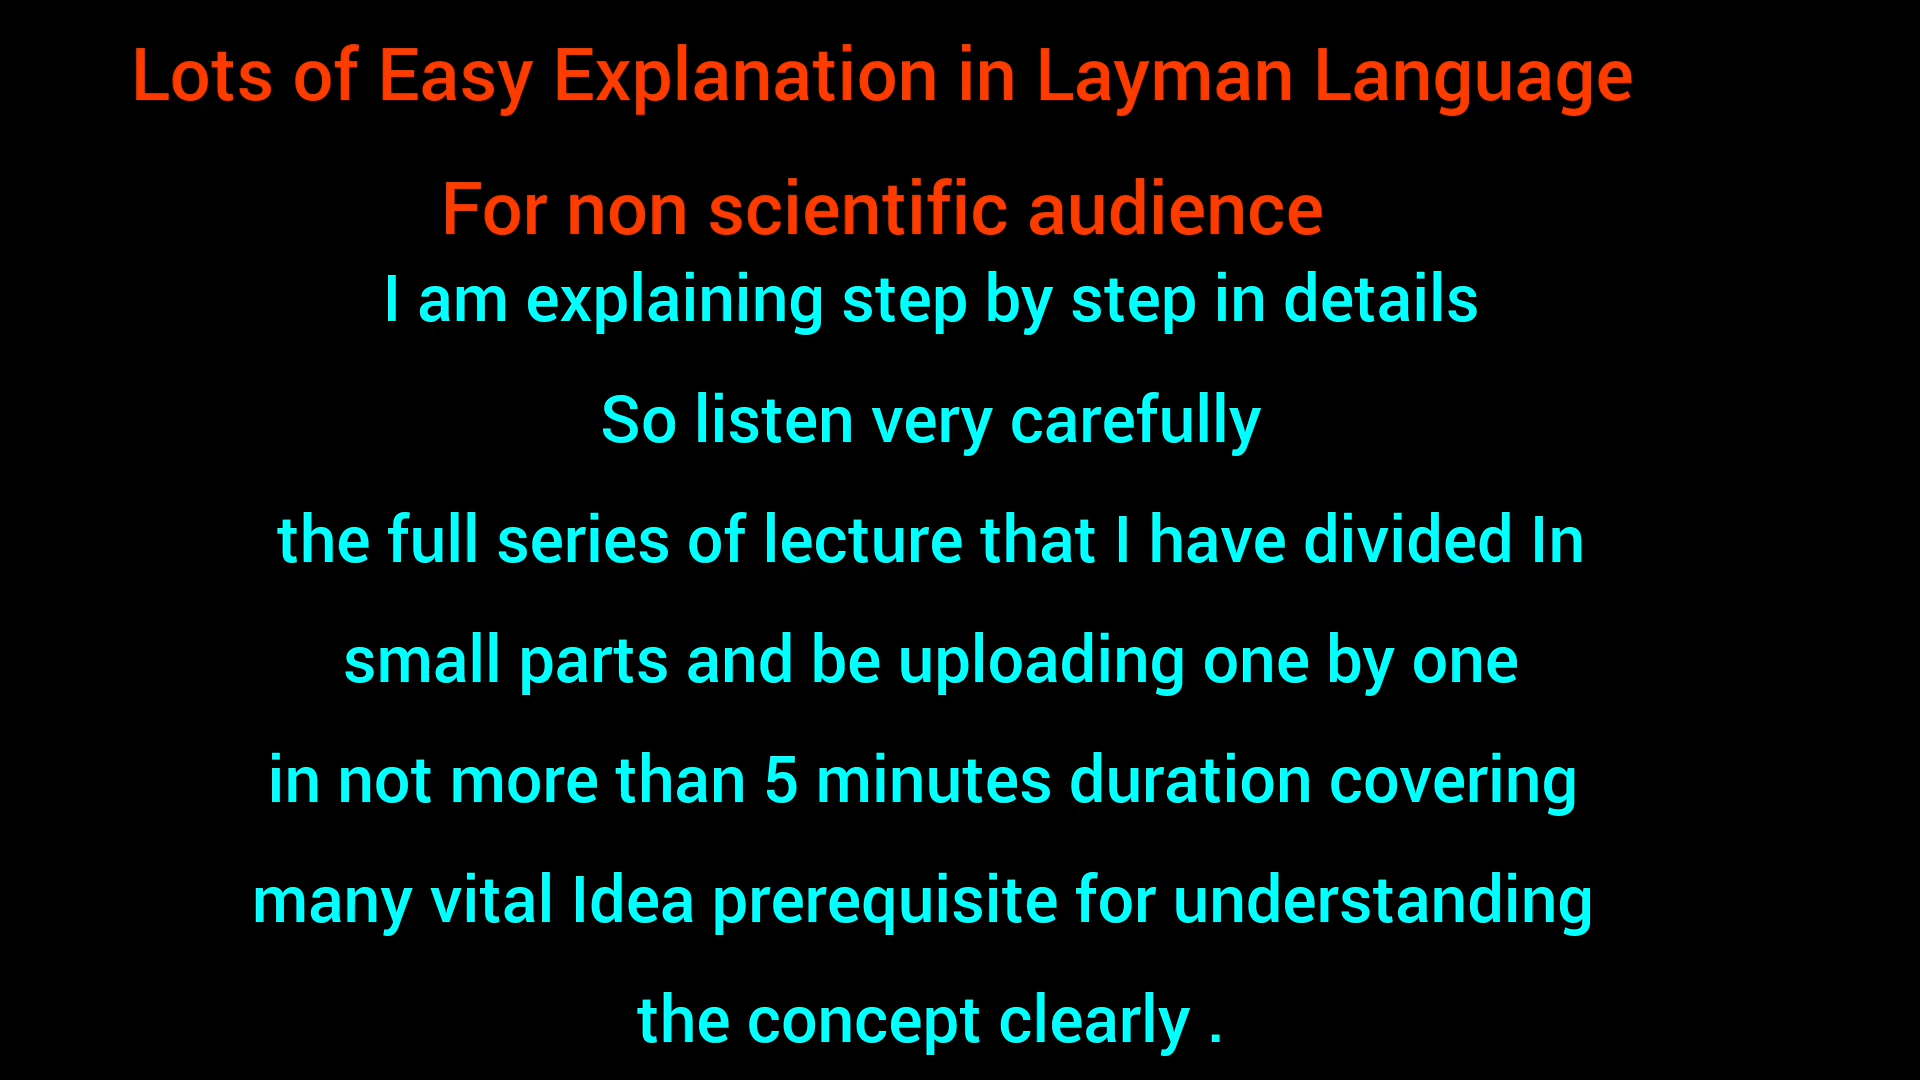 Lots of Easy Explanation in Layman Language
For non scientific audience
I am explaining step by step in details
So listen very carefully
the full series of lecture that I have divided In
small parts and be uploading one by one
in not more than 5 minutes duration covering
many vital Idea prerequisite for understanding
the concept clearly .